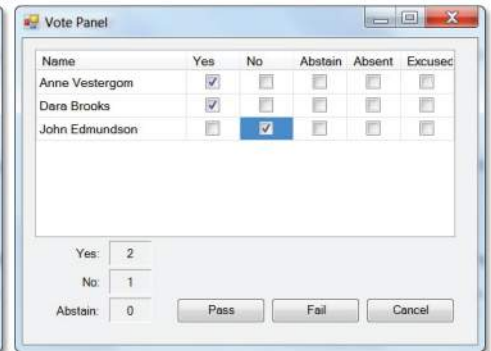 Vote Panel
Name Yes No Abstain Absent Excused
Anne Vestergom
Dara Brooks
John Edmundson
Yes: 2
No: 1
Abstain: 0 Pass Fail Cancel